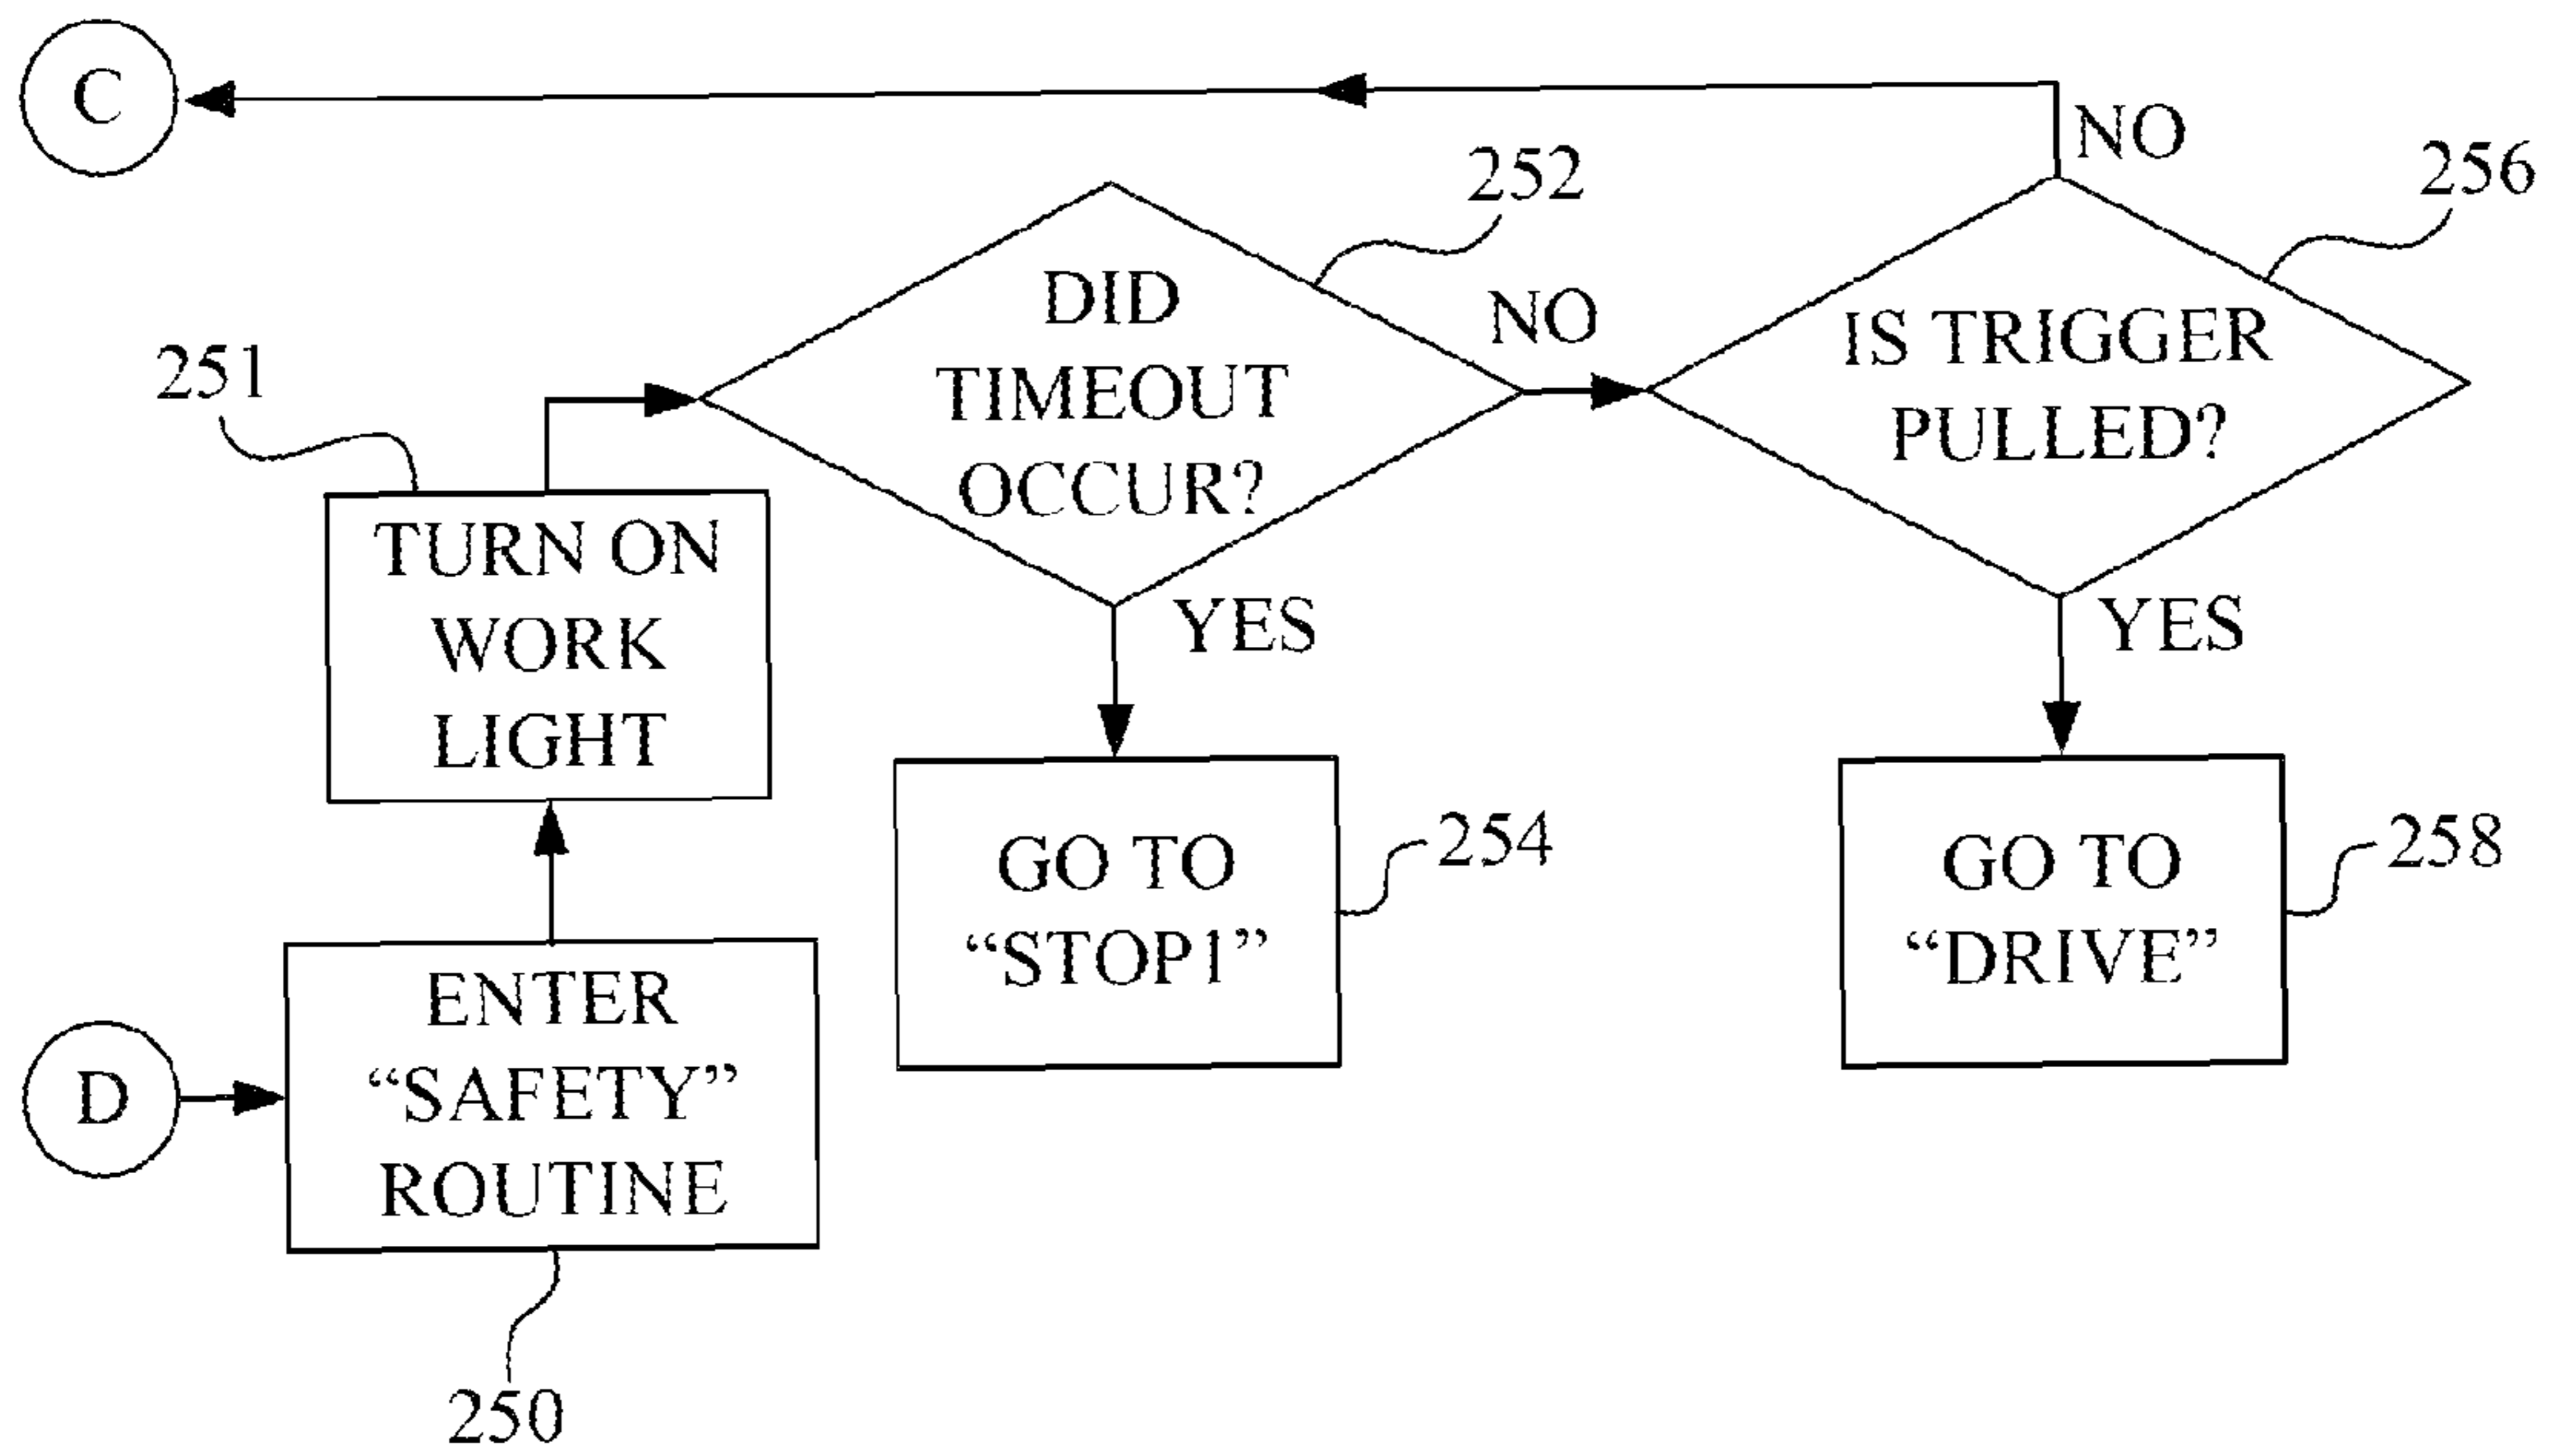 C
NO
252
256
DID
TIMEOUT
OCCUR?
NO
IS TRIGGER
PULLED?
251
TURN ON
WORK
LIGHT
YES
YES
GO TO
“STOP1”
254
GO TO
“DRIVE”
258
D
ENTER
“SAFETY”
ROUTINE
250